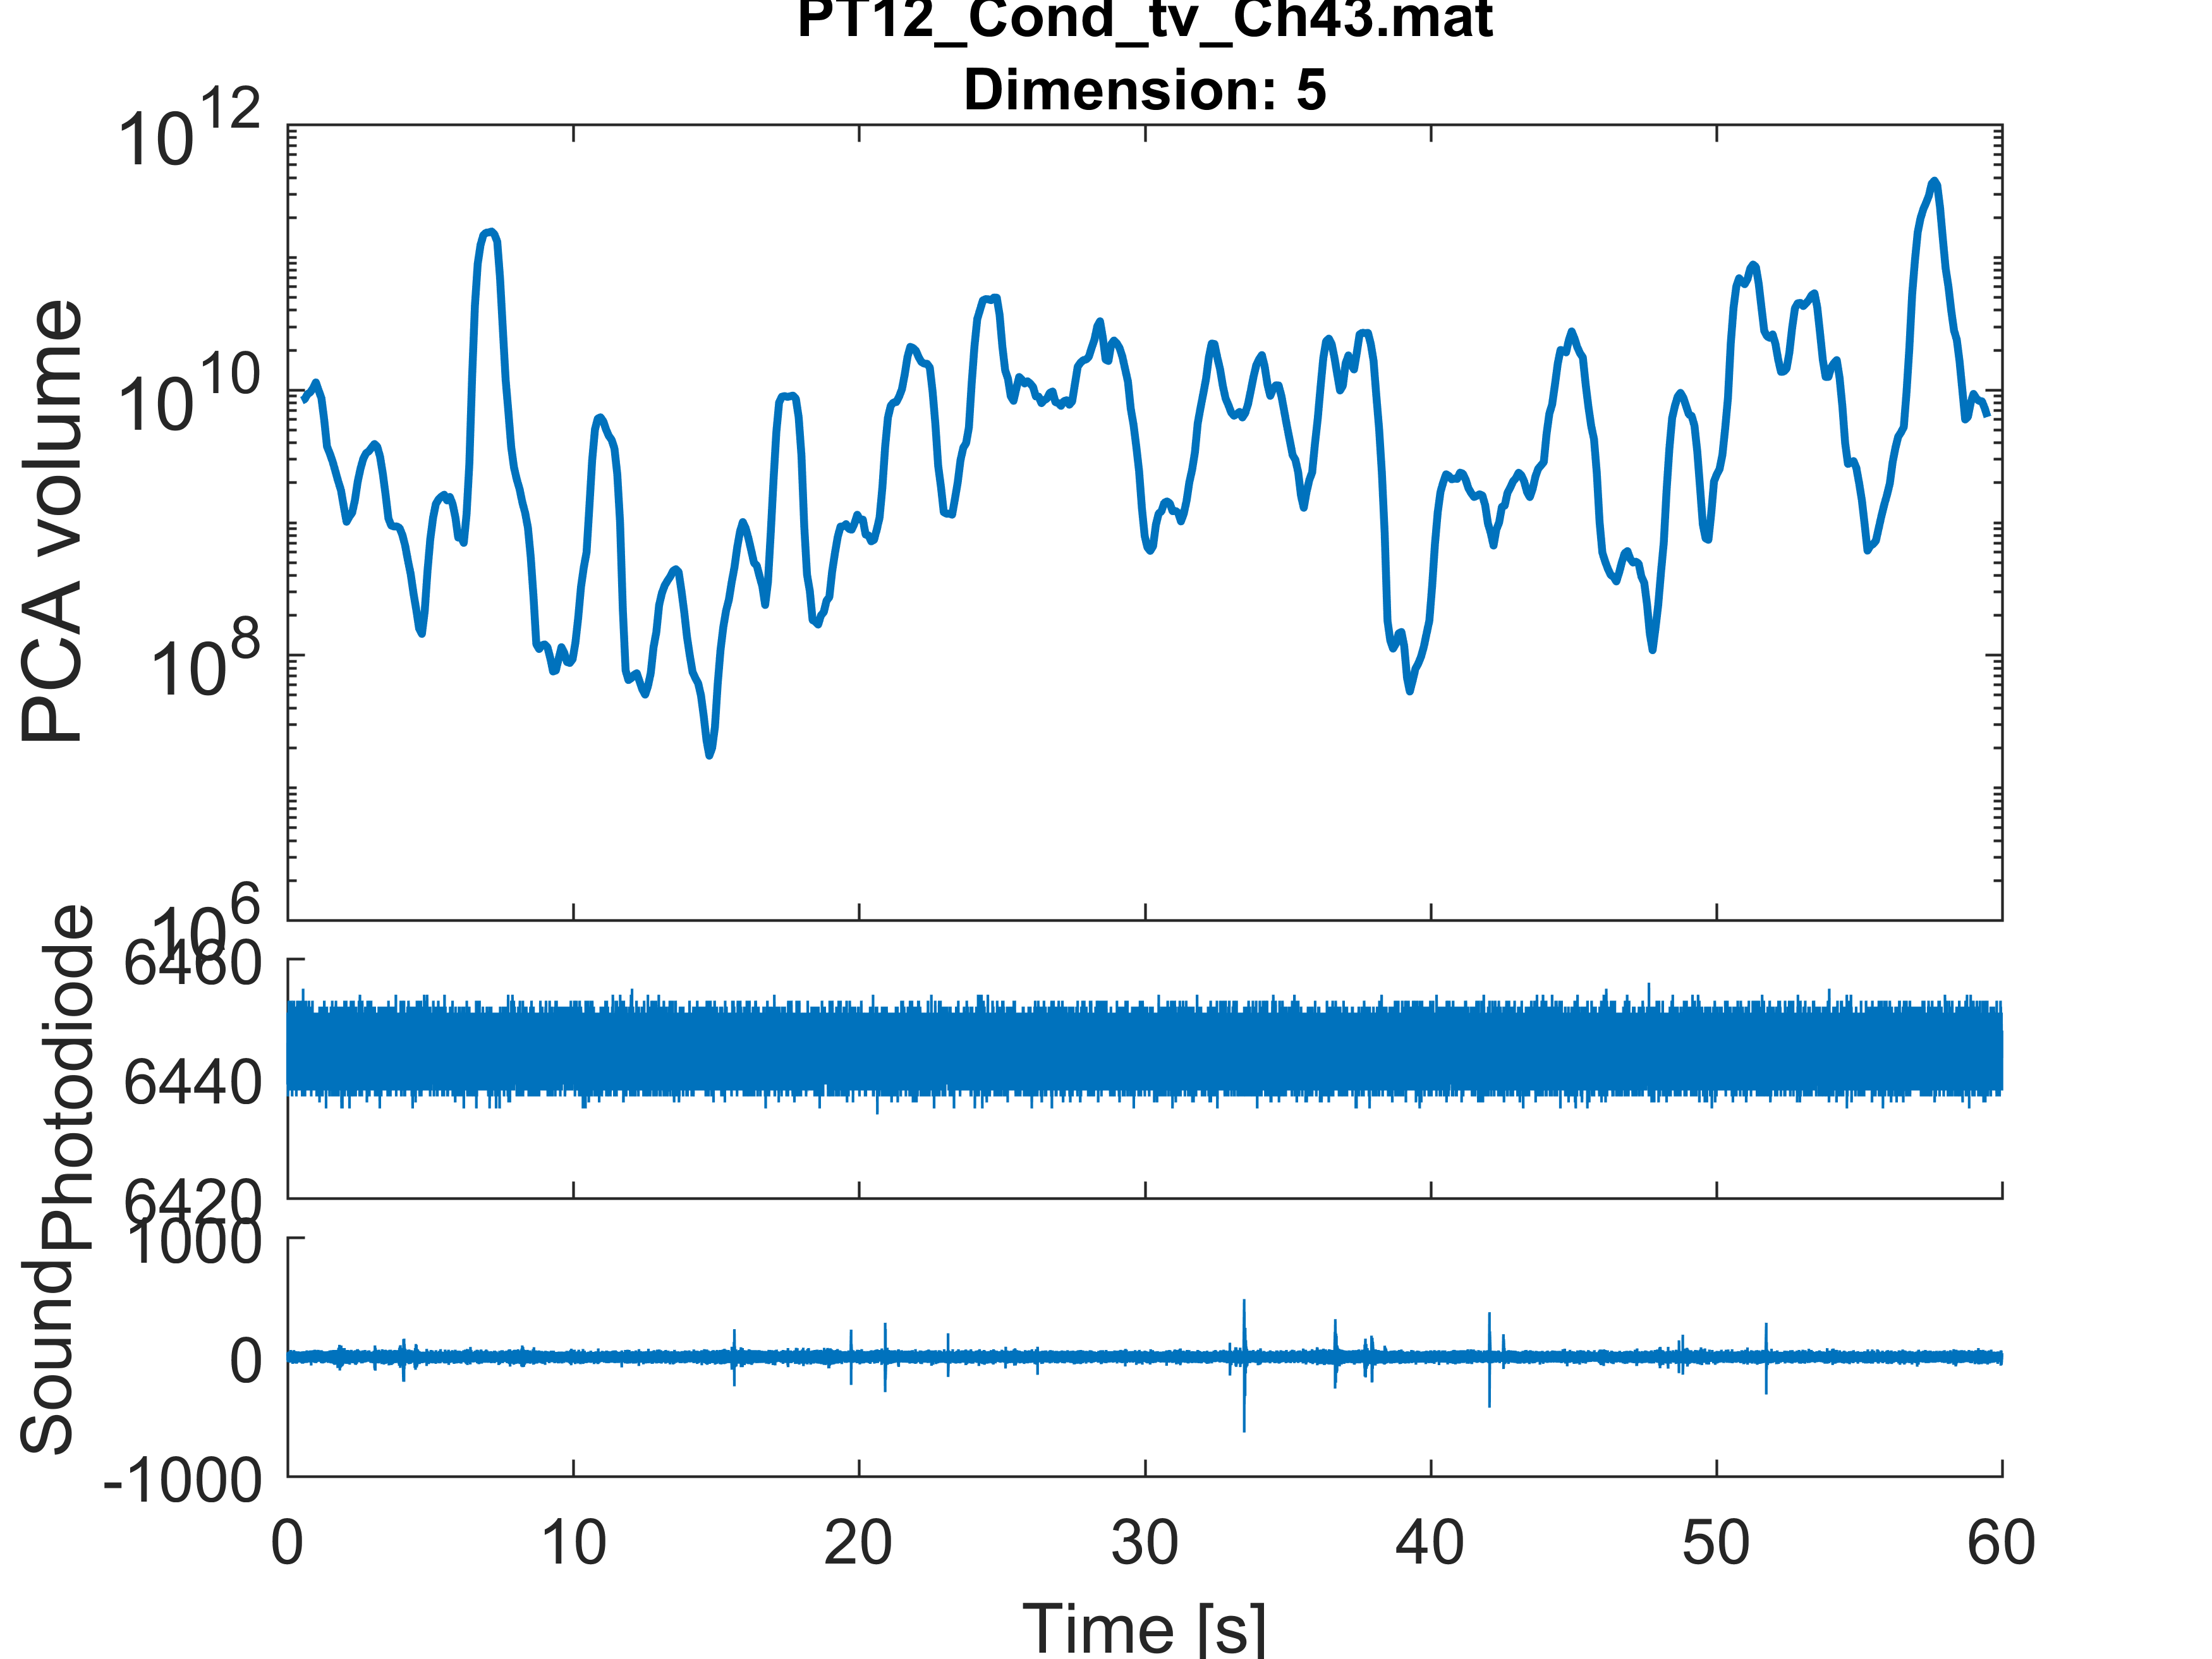 PT12_Cond_tv_Ch43.mat
Dimension: 5
PCA volume
10^12
10^10
10^8
10^6
Photodiode
6460
6440
6420
Sound
1000
0
-1000
0 10 20 30 40 50 60
Time [s]